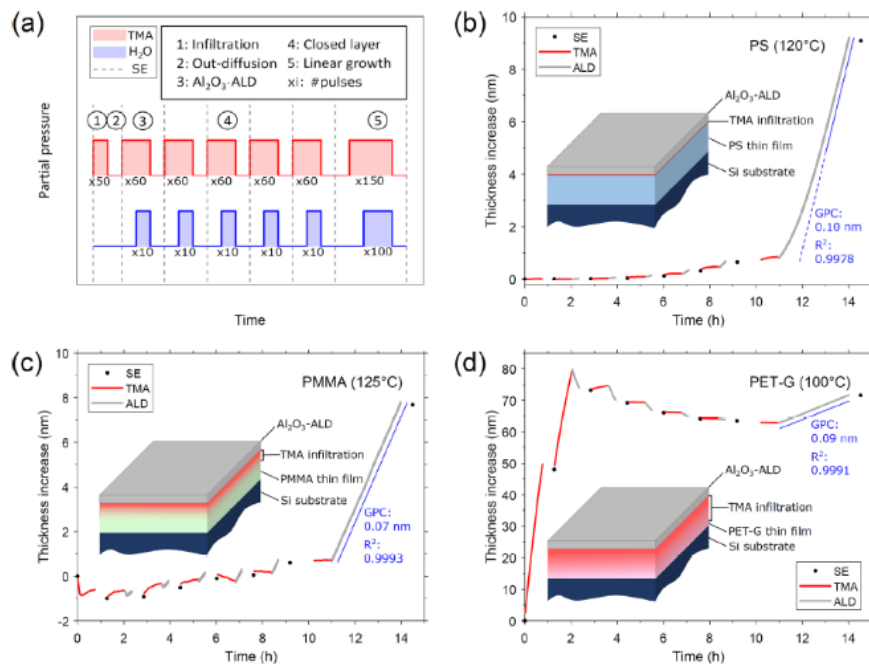 (a)
TMA
H₂O
SE
1: Infiltration
2: Out-diffusion
3: Al₂O₃-ALD
4: Closed layer
5: Linear growth
xi: #pulses
Partial pressure
1 2 3 4 5
x50 x60 x60 x60 x60 x60 x150
x10 x10 x10 x10 x10 x100
Time
(b)
PS (120°C)
SE
TMA
ALD
Al₂O₃-ALD
TMA infiltration
PS thin film
Si substrate
GPC:
0.10 nm
R²:
0.9978
Thickness increase (nm)
10
8
6
4
2
0
0 2 4 6 8 10 12 14
Time (h)
(c)
PMMA (125°C)
SE
TMA
ALD
Al₂O₃-ALD
TMA infiltration
PMMA thin film
Si substrate
GPC:
0.07 nm
R²:
0.9993
Thickness increase (nm)
10
8
6
4
2
0
-2
0 2 4 6 8 10 12 14
Time (h)
(d)
PET-G (100°C)
GPC:
0.09 nm
R²:
0.9991
Al₂O₃-ALD
TMA infiltration
PET-G thin film
Si substrate
SE
TMA
ALD
Thickness increase (nm)
80
70
60
50
40
30
20
10
0
0 2 4 6 8 10 12 14
Time (h)